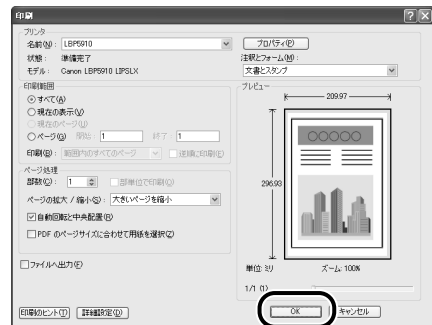 印刷
プリンタ
名前(N): LBP5910 プロパティ(P)
状態: 準備完了 注釈とフォーム(M):
モデル: Canon LBP5910 LIPSLX 文書とスタンプ
印刷範囲 プレビュー
すべて(A) 209.97
現在の表示(V)
現在のページ(U)
ページ(G) 開始: 1 終了: 1
印刷(B): 範囲内のすべてのページ 逆順に印刷(E)
ページ処理
部数(C): 1 部単位で印刷(O)
296.93
ページの拡大 / 縮小(S): 大きいページを縮小
自動回転と中央配置(R)
PDF のページサイズに合わせて用紙を選択(Z)
ファイルへ出力(F) 単位: ミリ ズーム: 100%
1/1 (1)
印刷のヒント(T) 詳細設定(D) OK キャンセル